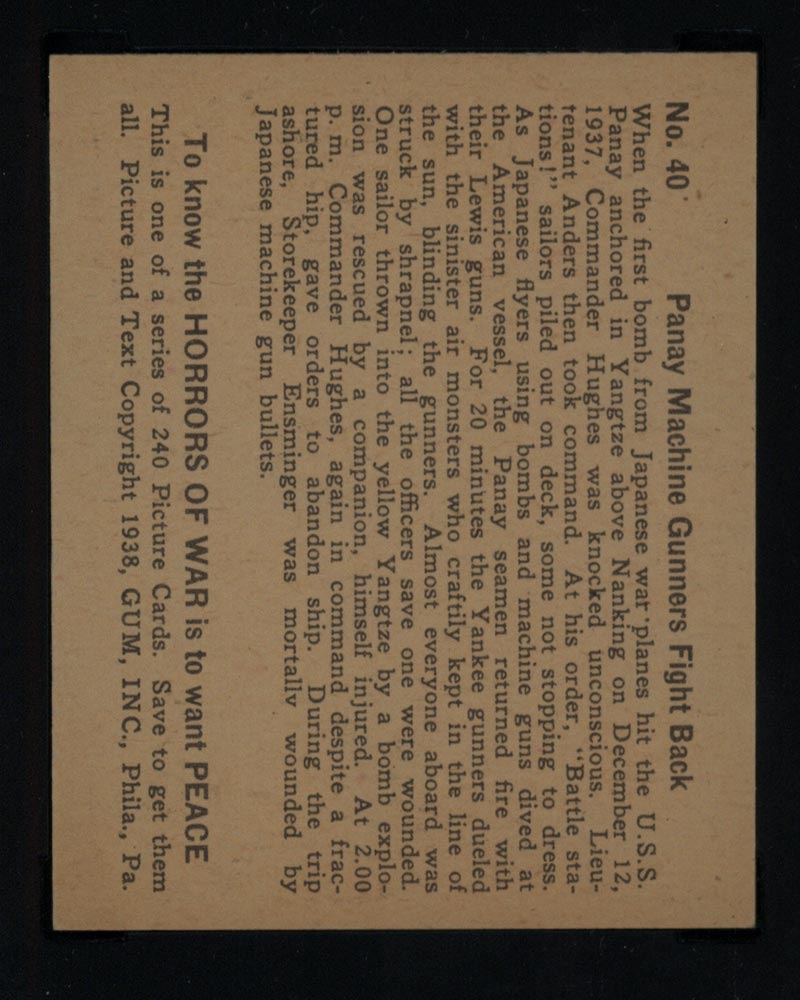 No. 40 Panay Machine Gunners Fight Back
When the first bomb from Japanese war planes hit the U.S.S.
Panay anchored in Yangtze above Nanking on December 12,
1937, Commander Hughes was knocked unconscious. Lieu-
tenant Anders then took command. At his order, "Battle sta-
tions!" sailors piled out on deck, some not stopping to dress.
As Japanese flyers using bombs and machine guns dived at
the American vessel, the Panay seamen returned fire with
their Lewis guns. For 20 minutes the Yankee gunners dueled
with the sinister air monsters who craftily kept in the line of
the sun, blinding the gunners. Almost everyone aboard was
struck by shrapnel; all the officers save one were wounded.
One sailor thrown into the yellow Yangtze by a bomb explo-
sion was rescued by a companion, himself injured. At 2.00
p. m. Commander Hughes, again in command despite a frac-
tured hip, gave orders to abandon ship. During the trip
ashore, Storekeeper Ensminger was mortally wounded by
Japanese machine gun bullets.
To know the HORRORS OF WAR is to want PEACE
This is one of a series of 240 Picture Cards. Save to get them
all. Picture and Text Copyright 1938, GUM, INC., Phila., Pa.